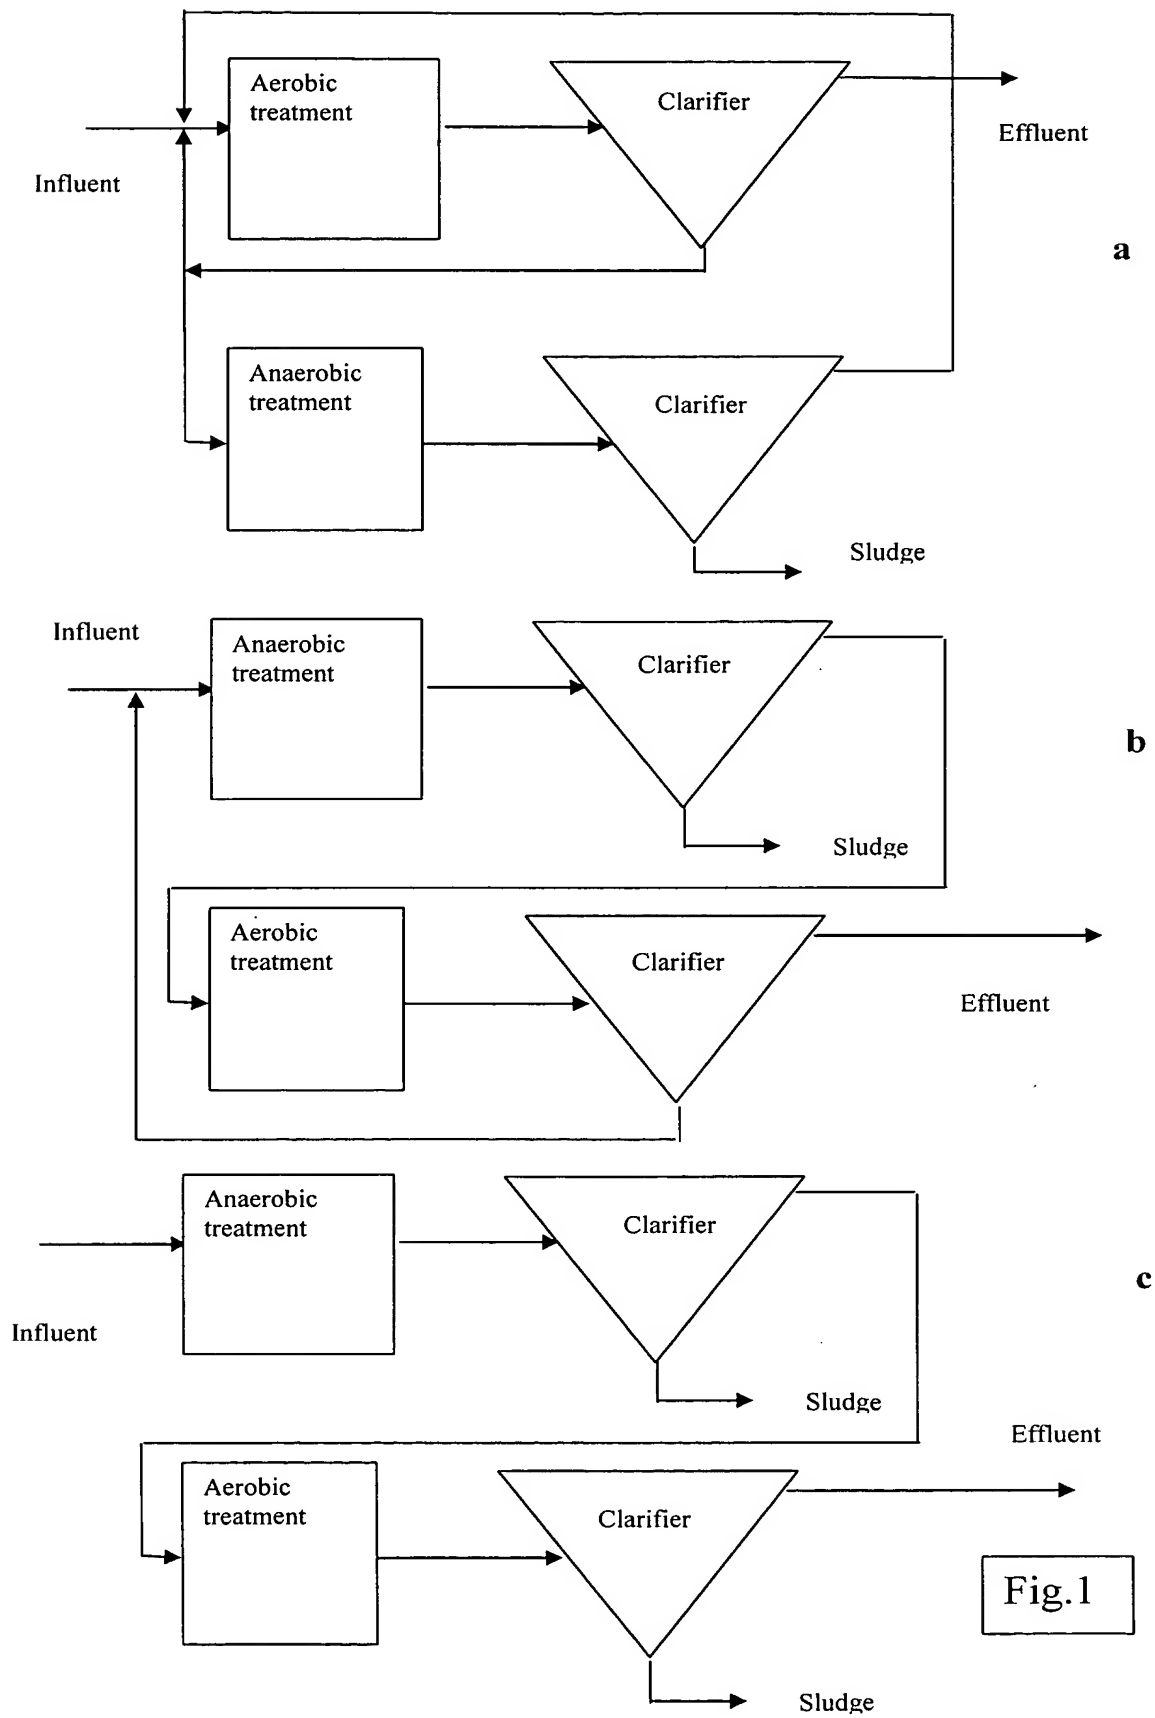 Aerobic
treatment
Clarifier
Effluent
Influent
a
Anaerobic
treatment
Clarifier
Sludge
Influent
Anaerobic
treatment
Clarifier
b
Sludge
Aerobic
treatment
Clarifier
Effluent
Anaerobic
treatment
Clarifier
c
Influent
Sludge
Effluent
Aerobic
treatment
Clarifier
Fig.1
Sludge